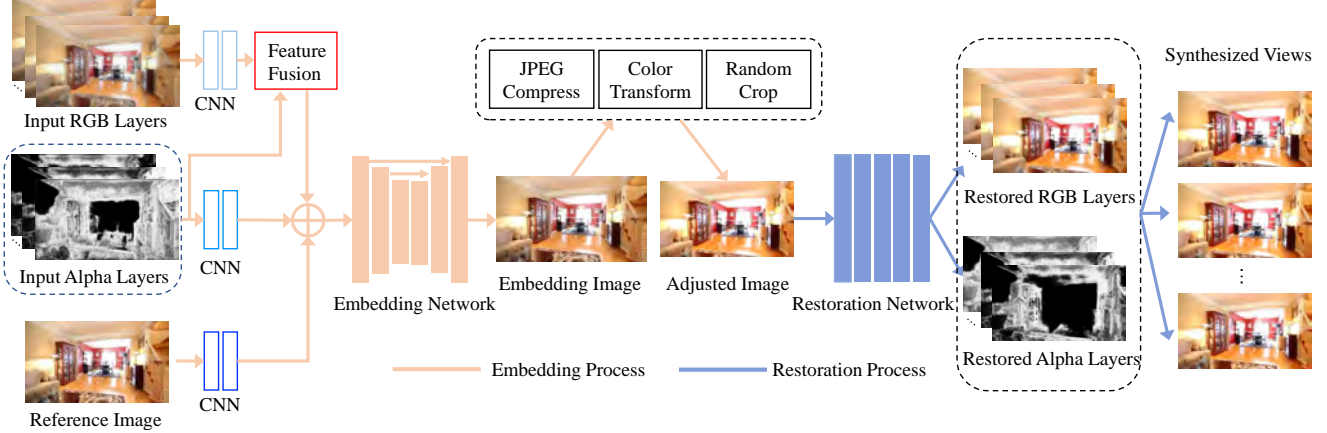 Input RGB Layers
CNN
Feature
Fusion
Input Alpha Layers
CNN
Reference Image
CNN
Embedding Network
JPEG
Compress
Color
Transform
Random
Crop
Embedding Image
Adjusted Image
Restoration Network
Restored RGB Layers
Restored Alpha Layers
Synthesized Views
Embedding Process
Restoration Process